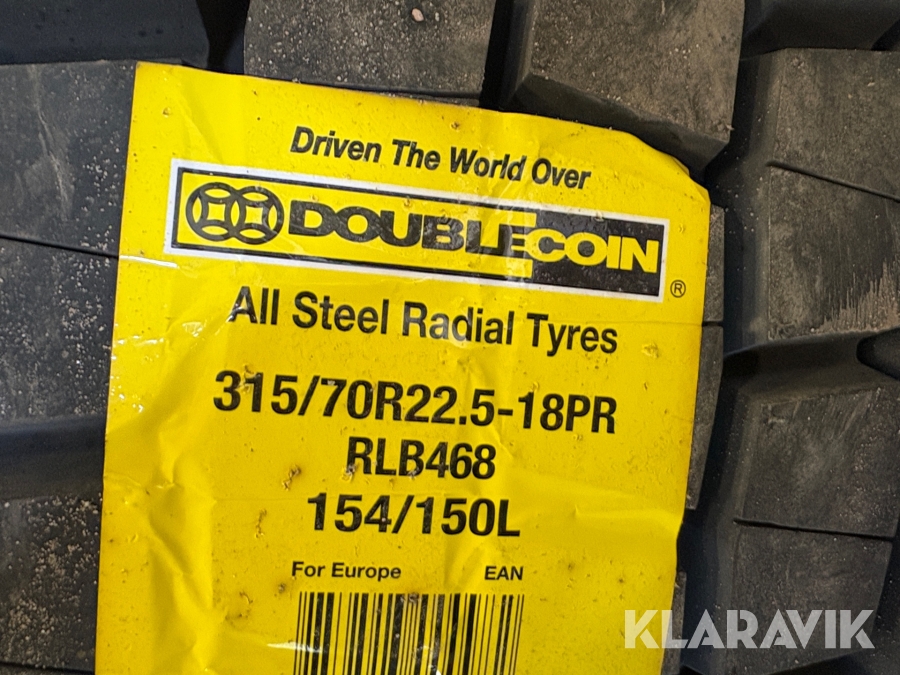 Driven The World Over
DOUBLECOIN
®
All Steel Radial Tyres
315/70R22.5-18PR
RLB468
154/150L
For Europe EAN
KLARAVIK